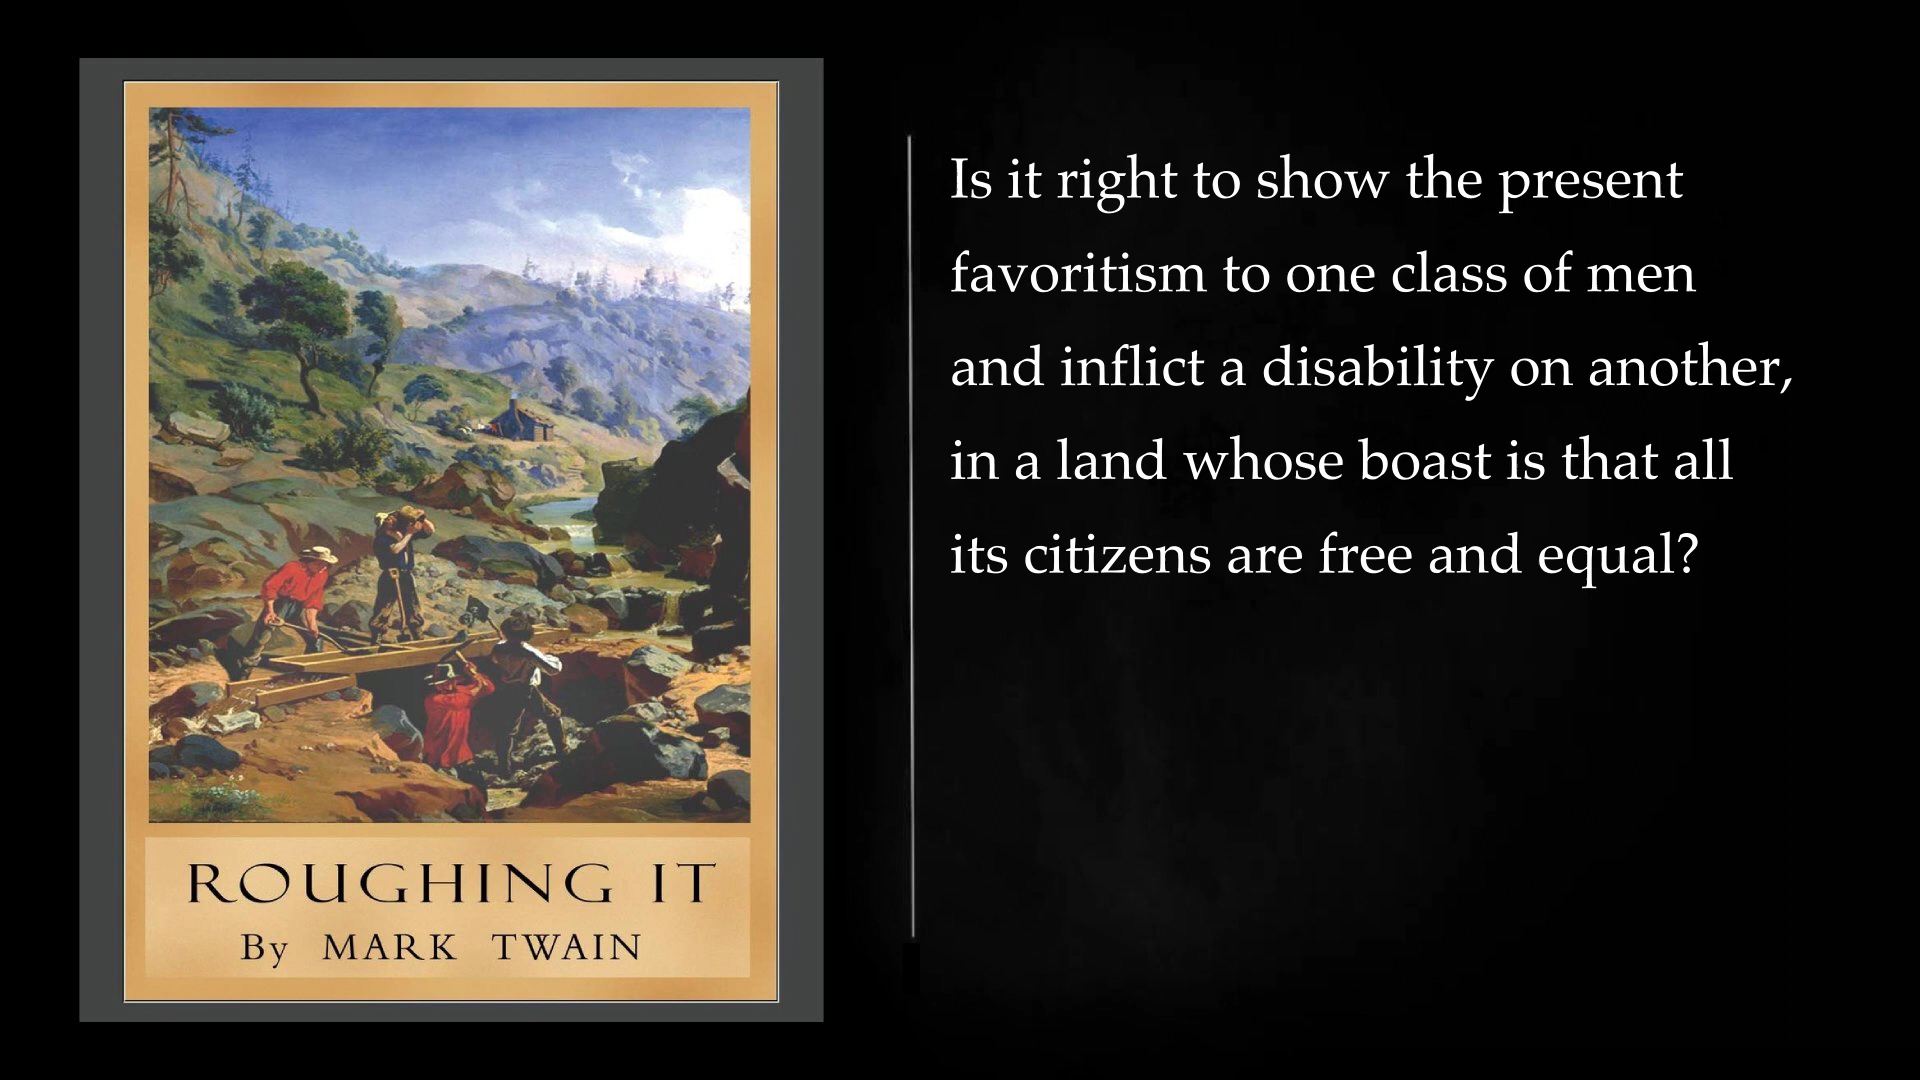 ROUGHING IT
By MARK TWAIN
Is it right to show the present
favoritism to one class of men
and inflict a disability on another,
in a land whose boast is that all
its citizens are free and equal?